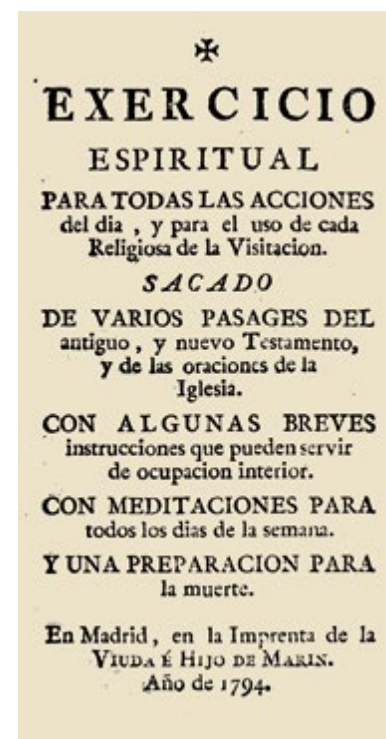 ✠
EXERCICIO
ESPIRITUAL
PARA TODAS LAS ACCIONES
del dia , y para el uso de cada
Religiosa de la Visitacion.
SACADO
DE VARIOS PASAGES DEL
antiguo , y nuevo Testamento,
y de las oraciones de la
Iglesia.
CON ALGUNAS BREVES
instrucciones que pueden servir
de ocupacion interior.
CON MEDITACIONES PARA
todos los dias de la semana.
Y UNA PREPARACION PARA
la muerte.
En Madrid , en la Imprenta de la
VIUDA É HIJO DE MARIN.
Año de 1794.